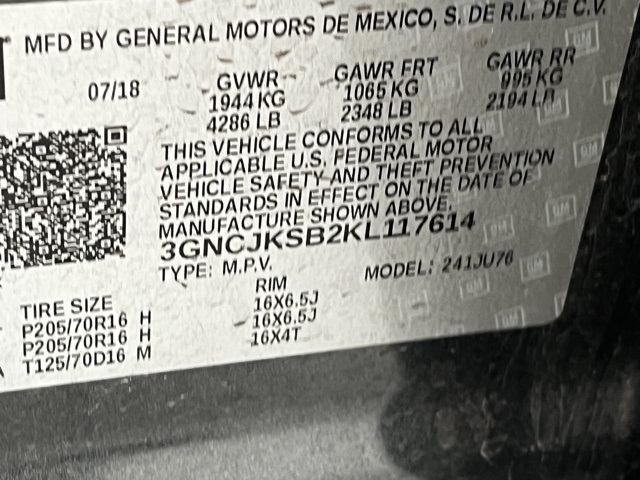 MFD BY GENERAL MOTORS DE MEXICO, S. DE R.L. DE C.V.
07/18 GVWR GAWR FRT GAWR RR
1944 KG 1065 KG 995 KG
4286 LB 2348 LB 2194 LB
THIS VEHICLE CONFORMS TO ALL
APPLICABLE U.S. FEDERAL MOTOR
VEHICLE SAFETY AND THEFT PREVENTION
STANDARDS IN EFFECT ON THE DATE OF
MANUFACTURE SHOWN ABOVE.
3GNCJKSB2KL117614
TYPE: M.P.V. MODEL: 241JU76
TIRE SIZE RIM
P205/70R16 H 16X6.5J
P205/70R16 H 16X6.5J
T125/70D16 M 16X4T